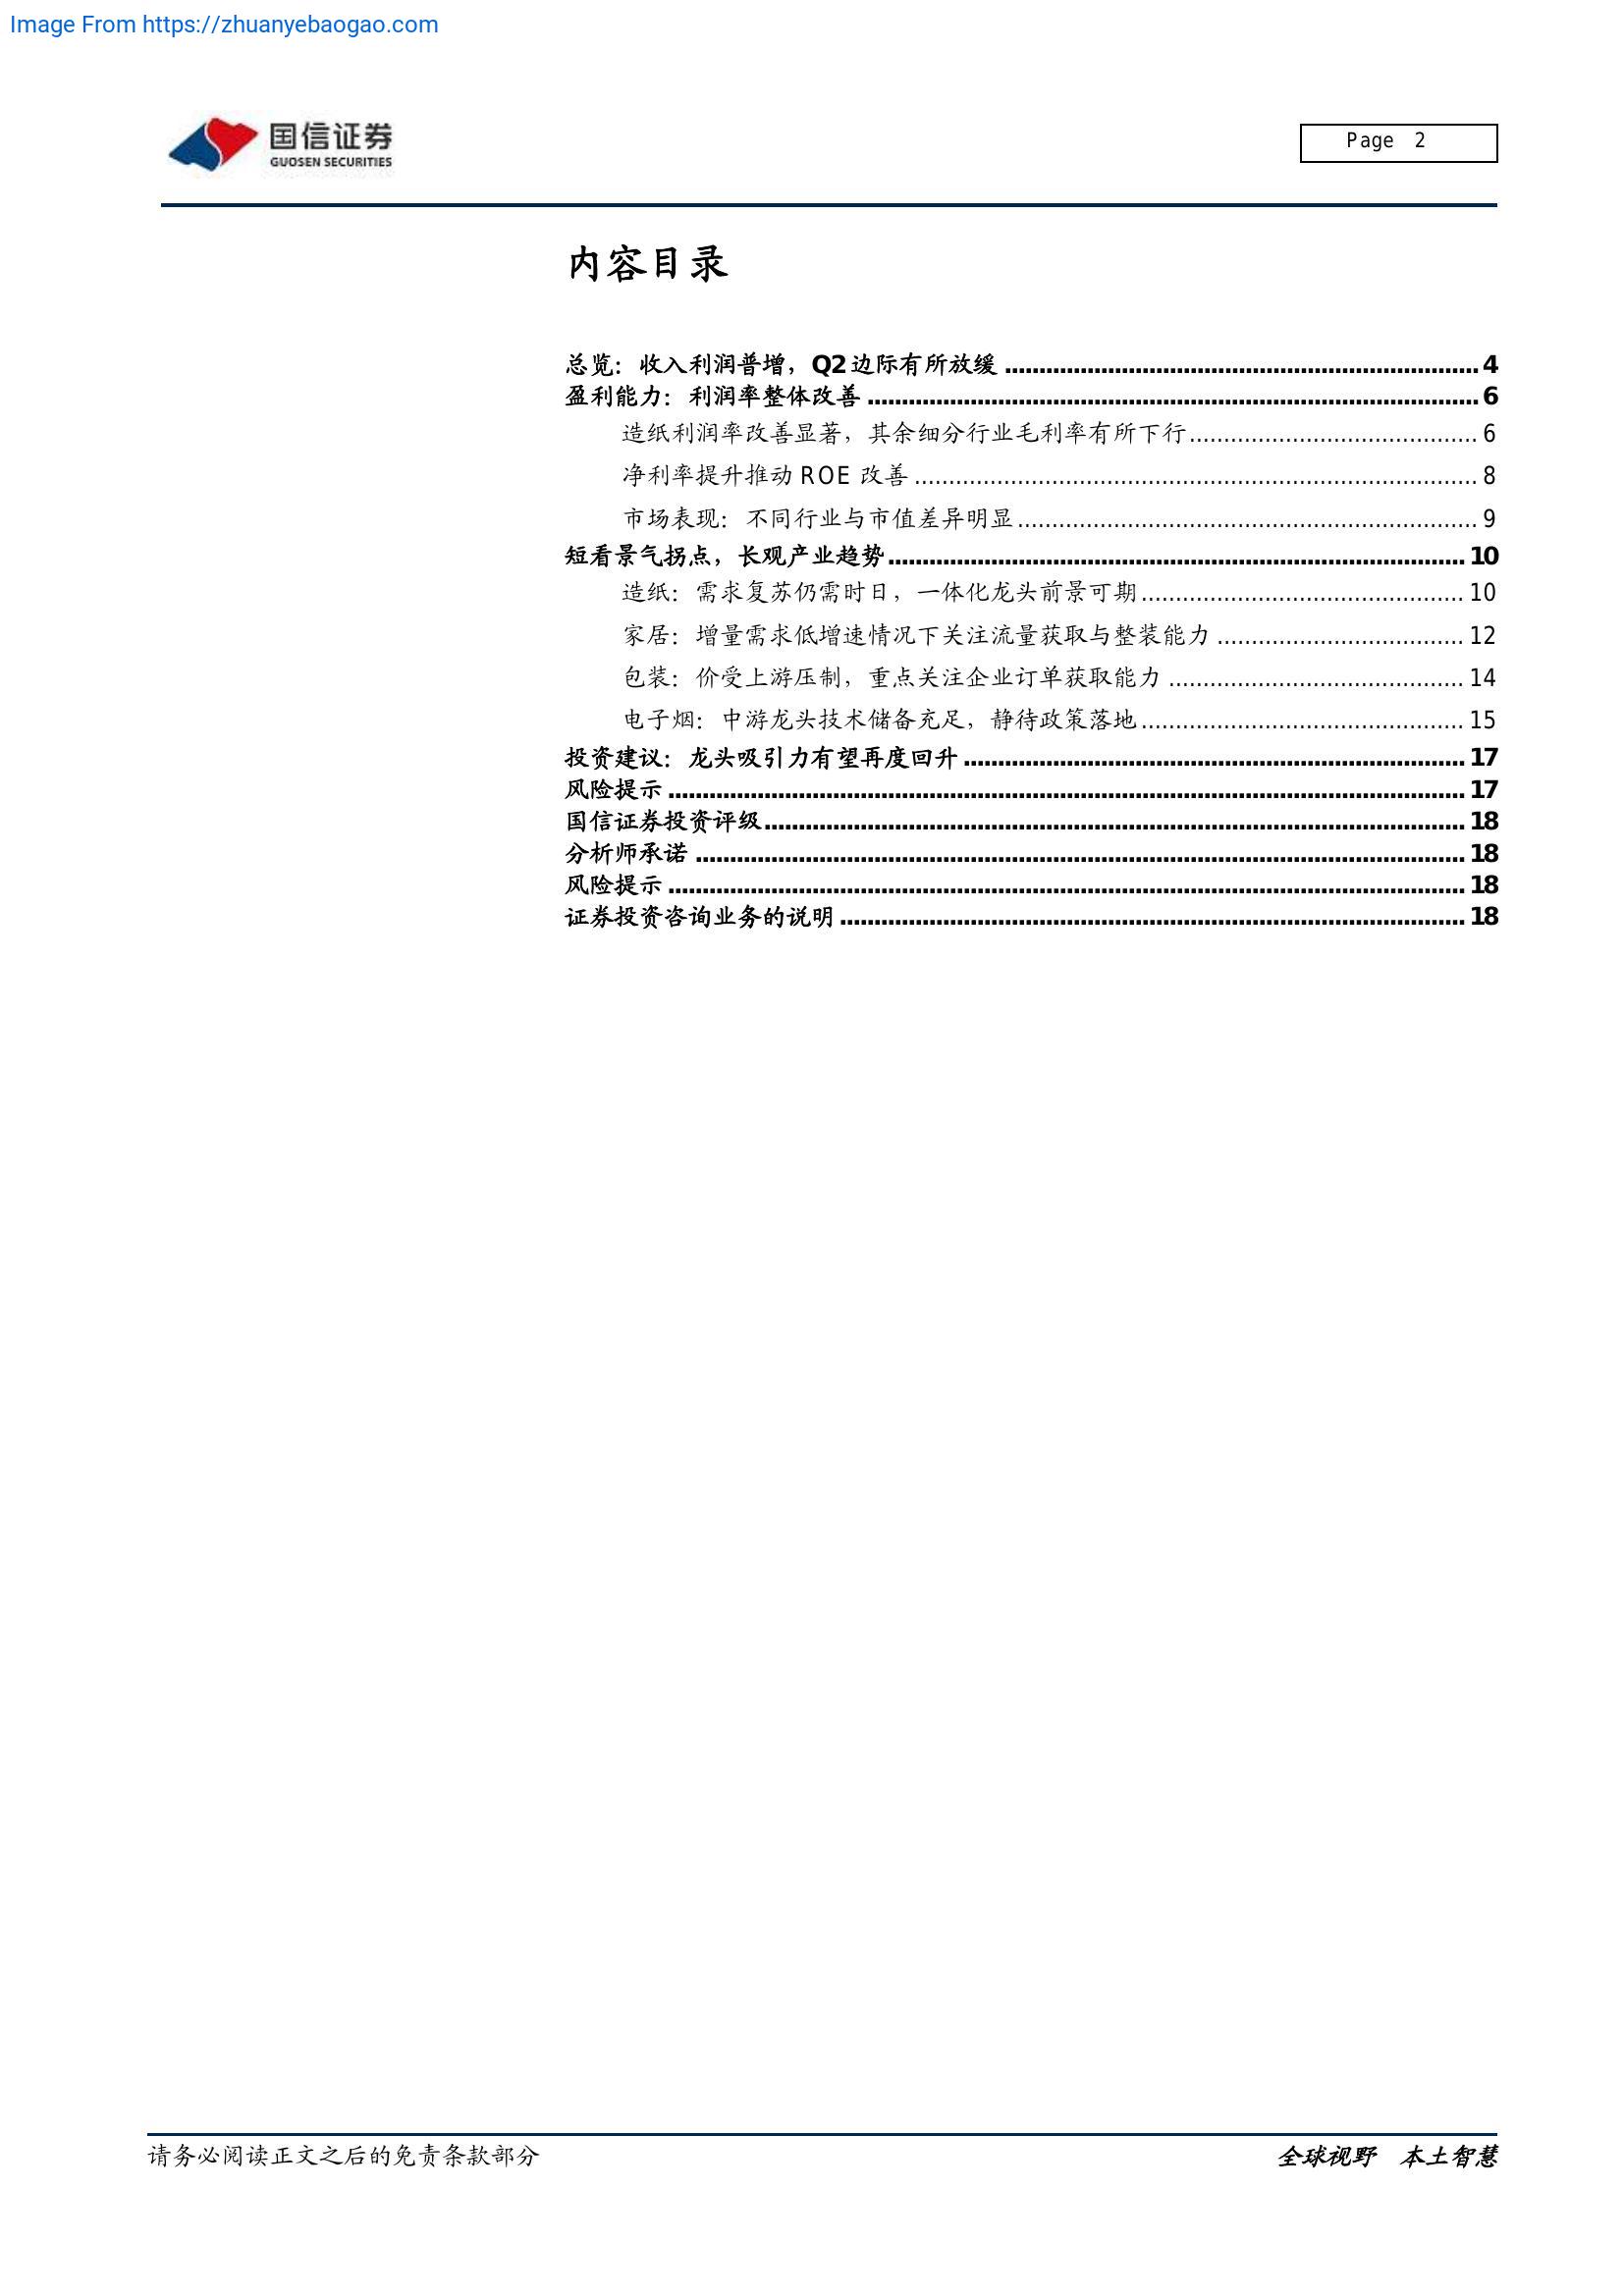 Image From https://zhuanyebaogao.com
国信证券
GUOSEN SECURITIES
Page 2
内容目录
总览：收入利润普增，Q2边际有所放缓 ........................................................................ 4
盈利能力：利润率整体改善 ........................................................................ 6
造纸利润率改善显著，其余细分行业毛利率有所下行 ........................................ 6
净利率提升推动 ROE 改善 ........................................................................ 8
市场表现：不同行业与市值差异明显 ........................................................ 9
短看景气拐点，长观产业趋势 ........................................................................ 10
造纸：需求复苏仍需时日，一体化龙头前景可期 ........................................ 10
家居：增量需求低增速情况下关注流量获取与整装能力 ................................ 12
包装：价受上游压制，重点关注企业订单获取能力 ........................................ 14
电子烟：中游龙头技术储备充足，静待政策落地 ........................................ 15
投资建议：龙头吸引力有望再度回升 ........................................................ 17
风险提示 ........................................................................ 17
国信证券投资评级 ........................................................................ 18
分析师承诺 ........................................................................ 18
风险提示 ........................................................................ 18
证券投资咨询业务的说明 ........................................................................ 18
请务必阅读正文之后的免责条款部分
全球视野 本土智慧